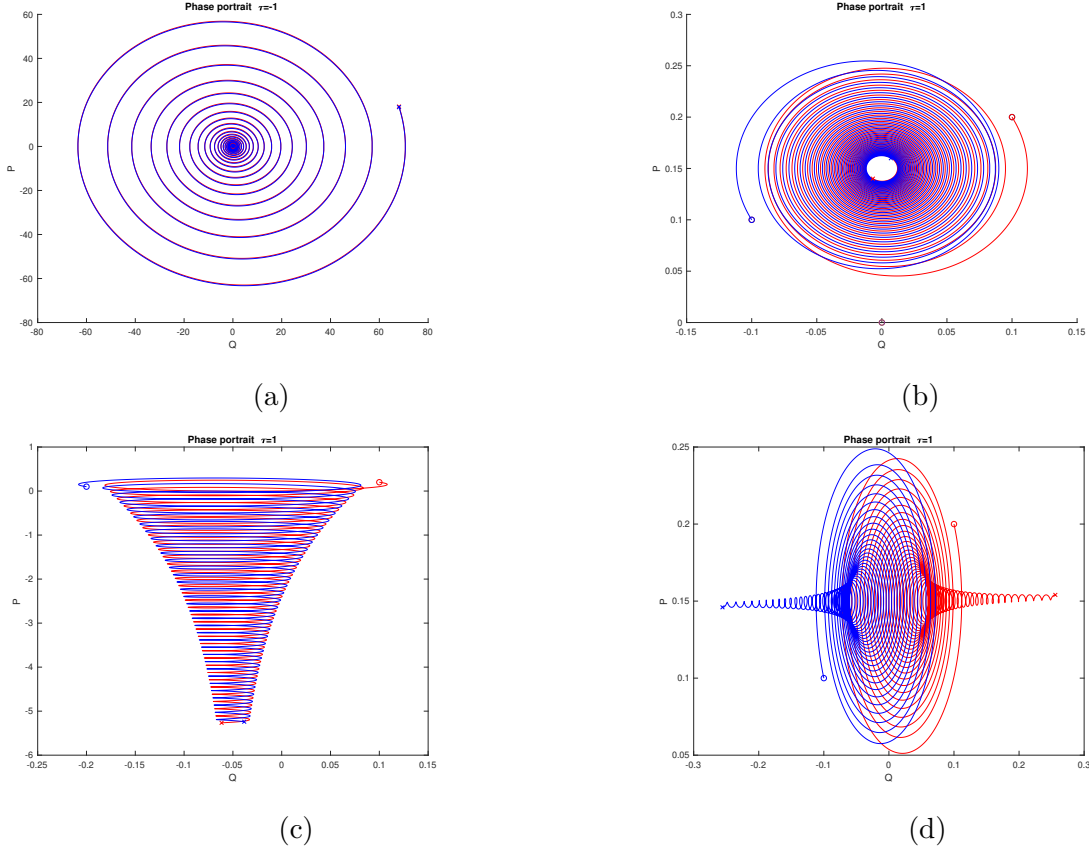 Phase portrait τ=-1
60
40
20
0
-20
-40
-60
-80
P
-80 -60 -40 -20 0 20 40 60 80
Q
(a)
Phase portrait τ=1
0.3
0.25
0.2
0.15
0.1
0.05
0
P
-0.15 -0.1 -0.05 0 0.05 0.1 0.15
Q
(b)
Phase portrait τ=1
1
0
-1
-2
-3
-4
-5
-6
P
-0.25 -0.2 -0.15 -0.1 -0.05 0 0.05 0.1 0.15
Q
(c)
Phase portrait τ=1
0.25
0.2
0.15
0.1
0.05
P
-0.3 -0.2 -0.1 0 0.1 0.2 0.3
Q
(d)